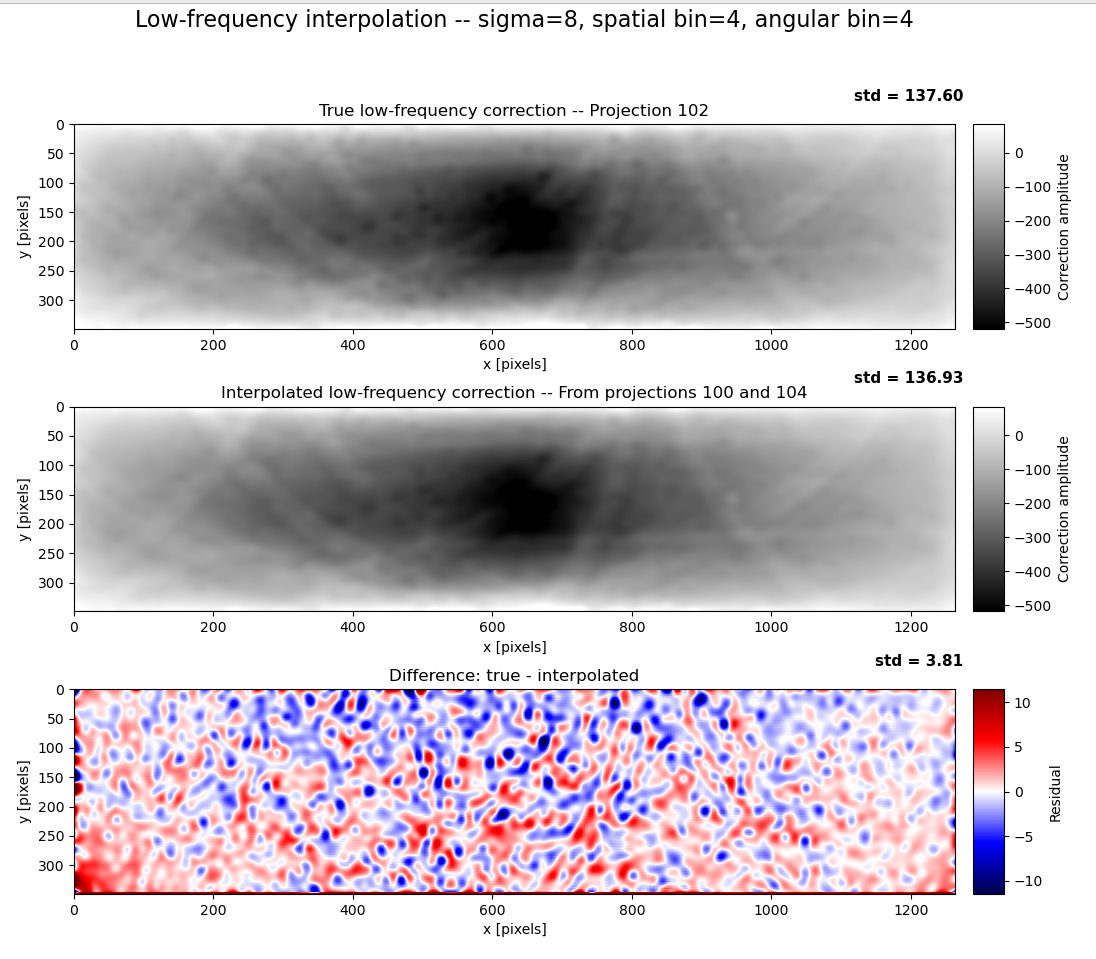 Low-frequency interpolation -- sigma=8, spatial bin=4, angular bin=4
std = 137.60
True low-frequency correction -- Projection 102
0
50
100
150
200
250
300
y [pixels]
0 200 400 600 800 1000 1200
x [pixels]
0
−100
−200
−300
−400
−500
Correction amplitude
std = 136.93
Interpolated low-frequency correction -- From projections 100 and 104
0
50
100
150
200
250
300
y [pixels]
0 200 400 600 800 1000 1200
x [pixels]
0
−100
−200
−300
−400
−500
Correction amplitude
std = 3.81
Difference: true - interpolated
0
50
100
150
200
250
300
y [pixels]
0 200 400 600 800 1000 1200
x [pixels]
10
5
0
−5
−10
Residual